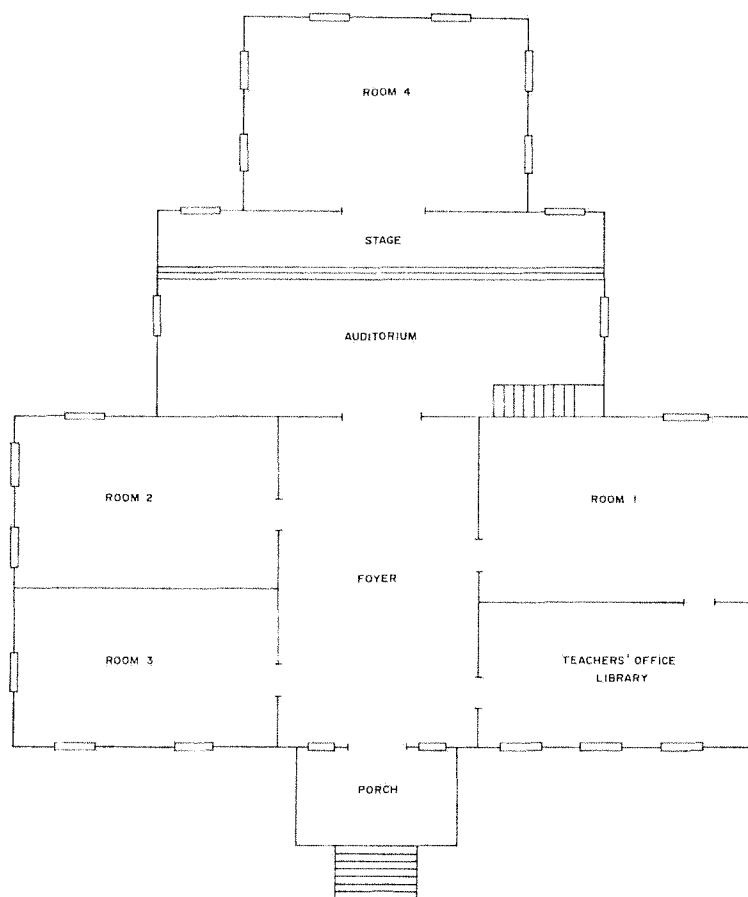 ROOM 4
STAGE
AUDITORIUM
ROOM 2
ROOM 1
FOYER
ROOM 3
TEACHERS' OFFICE
LIBRARY
PORCH